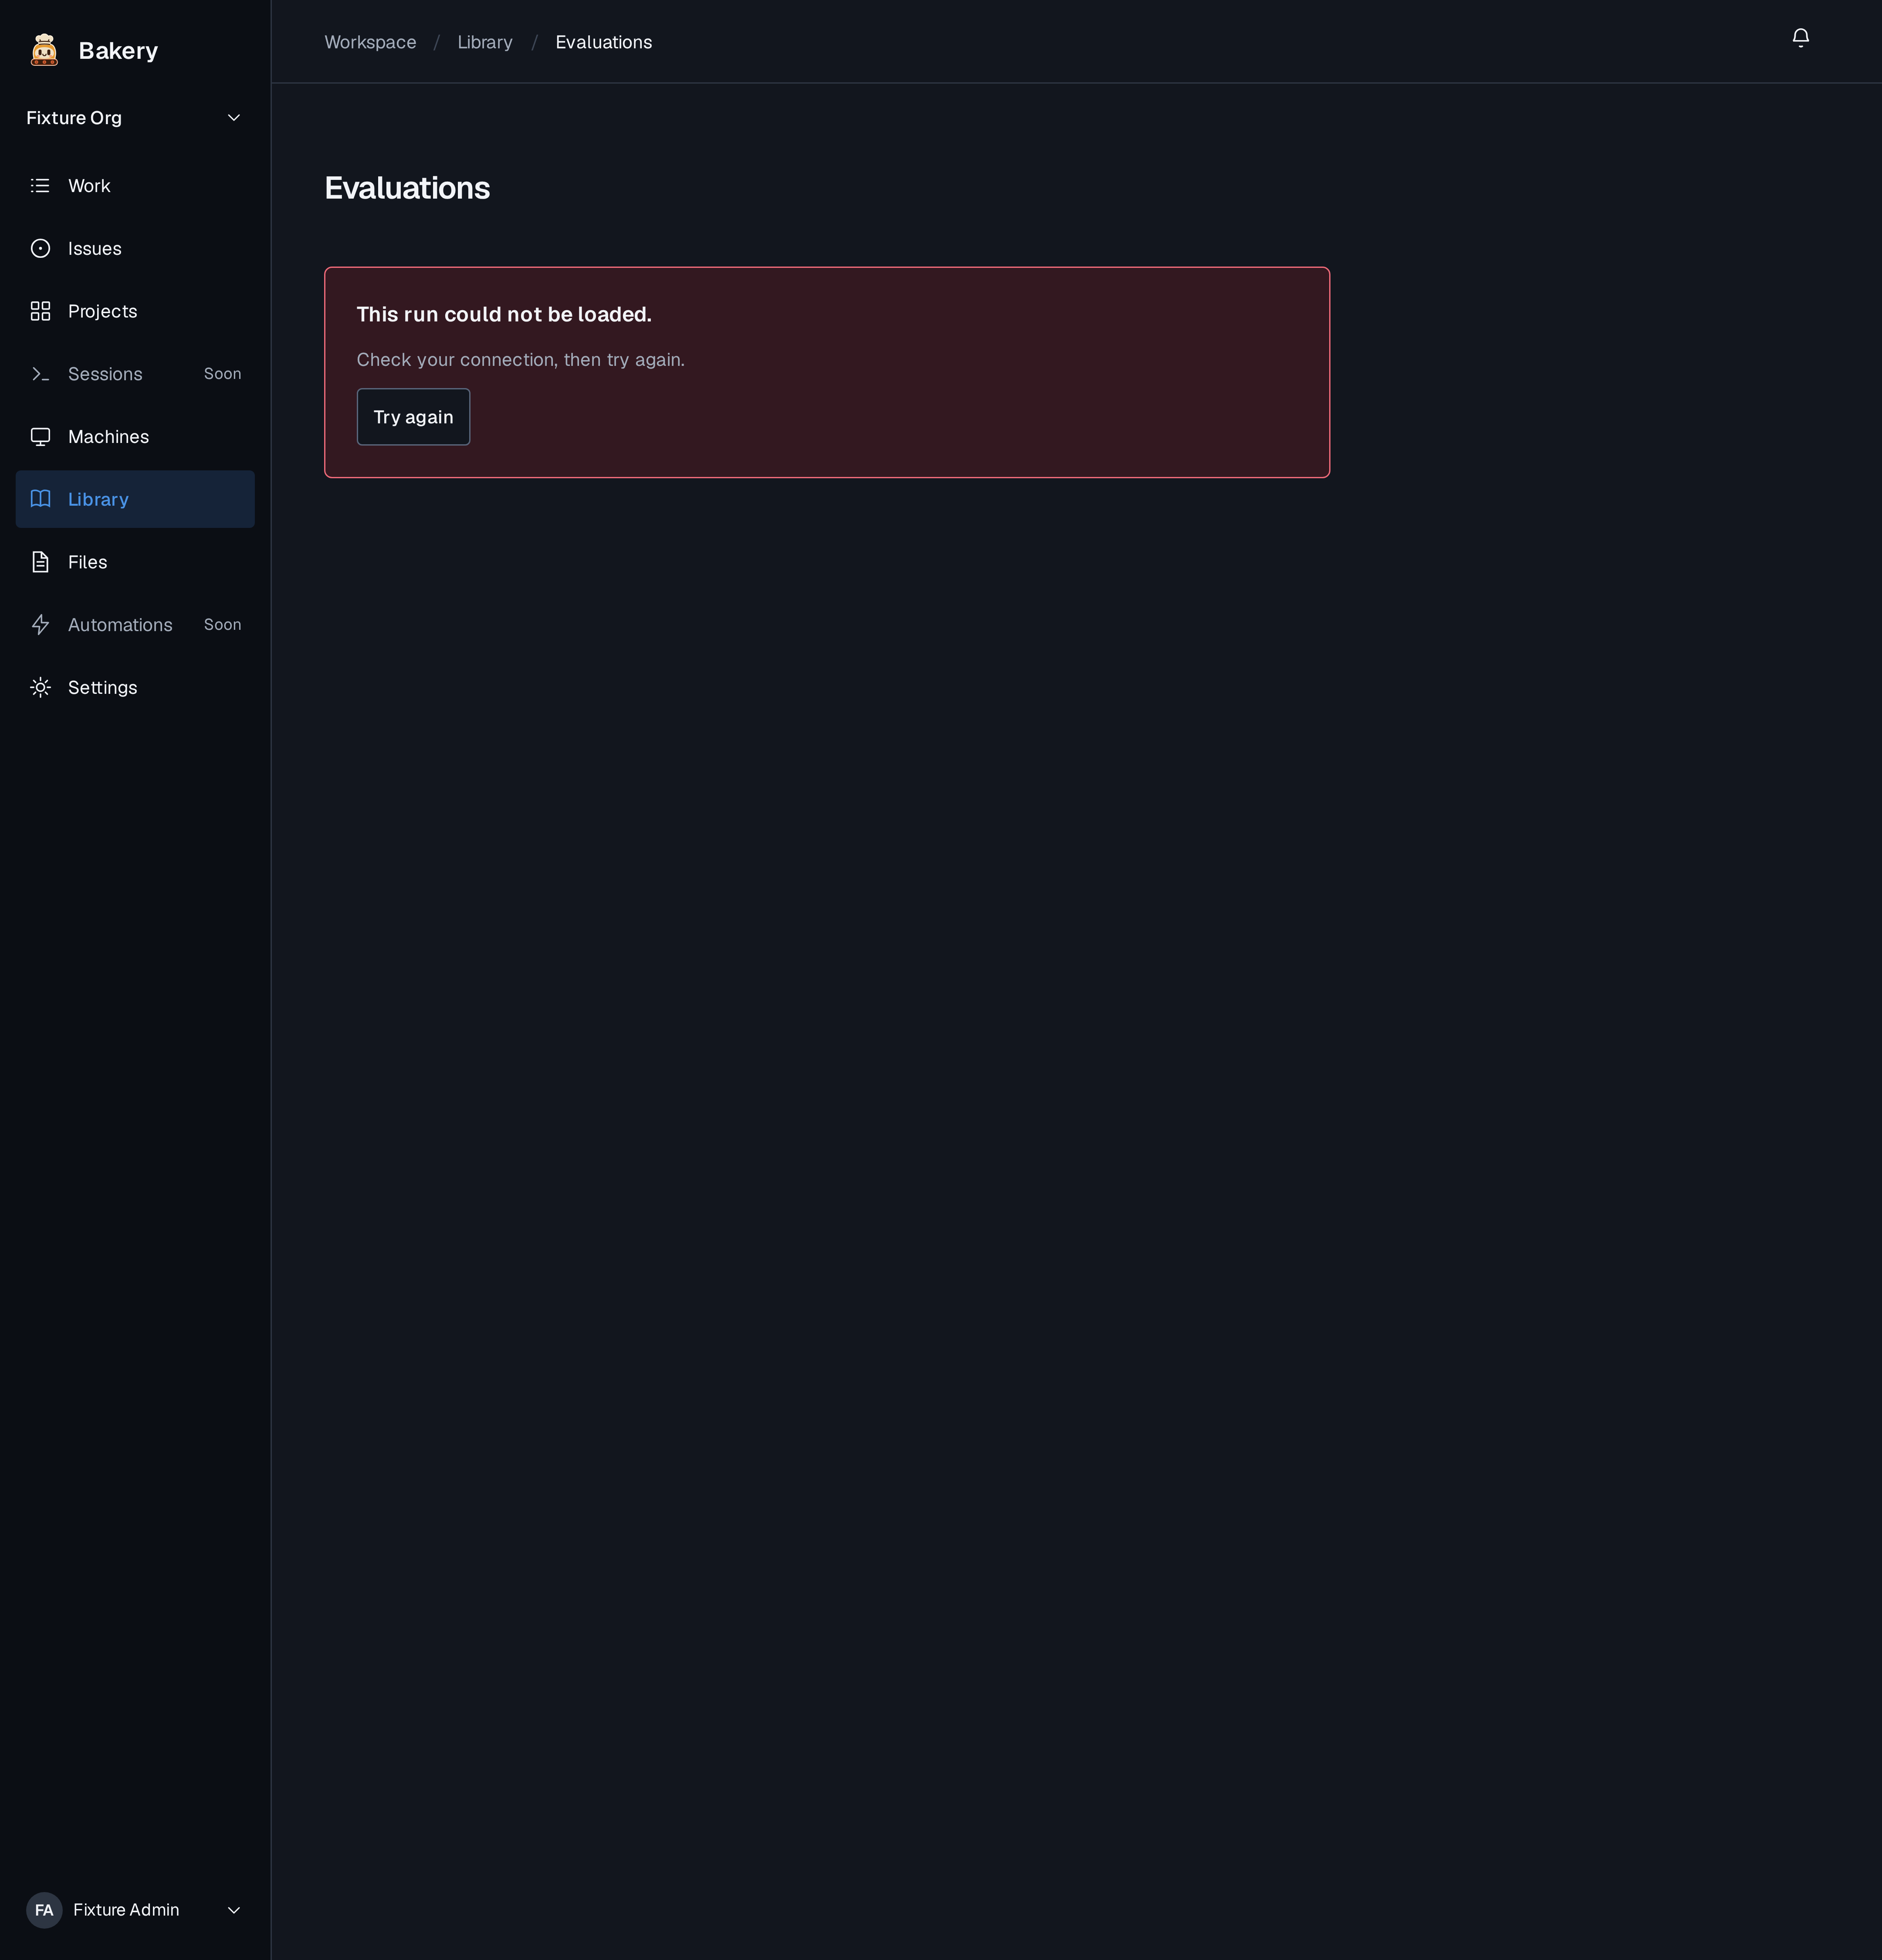 Bakery
Fixture Org
Work
Issues
Projects
Sessions Soon
Machines
Library
Files
Automations Soon
Settings
FA Fixture Admin
Workspace / Library / Evaluations
Evaluations
This run could not be loaded.
Check your connection, then try again.
Try again